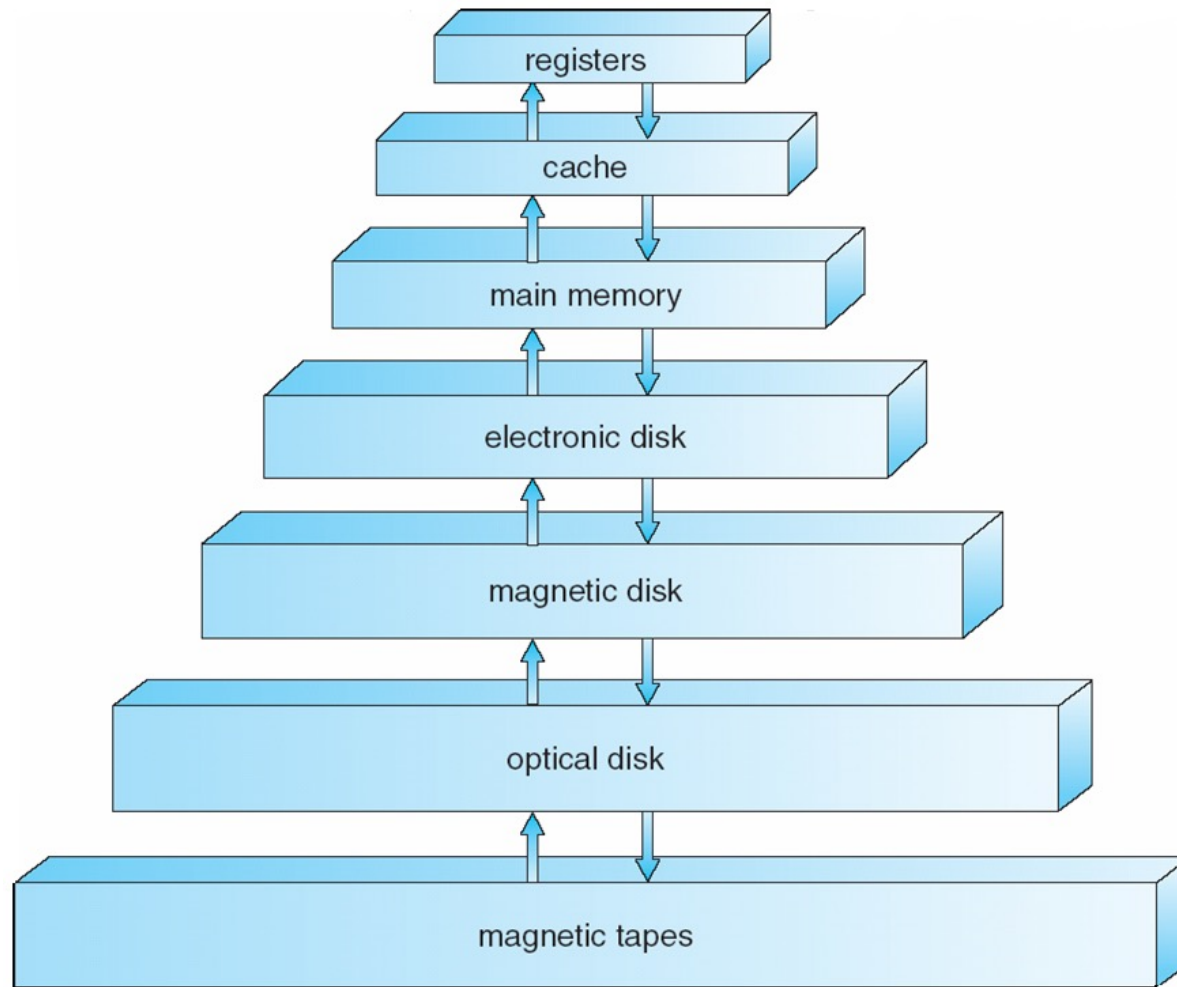 registers
cache
main memory
electronic disk
magnetic disk
optical disk
magnetic tapes